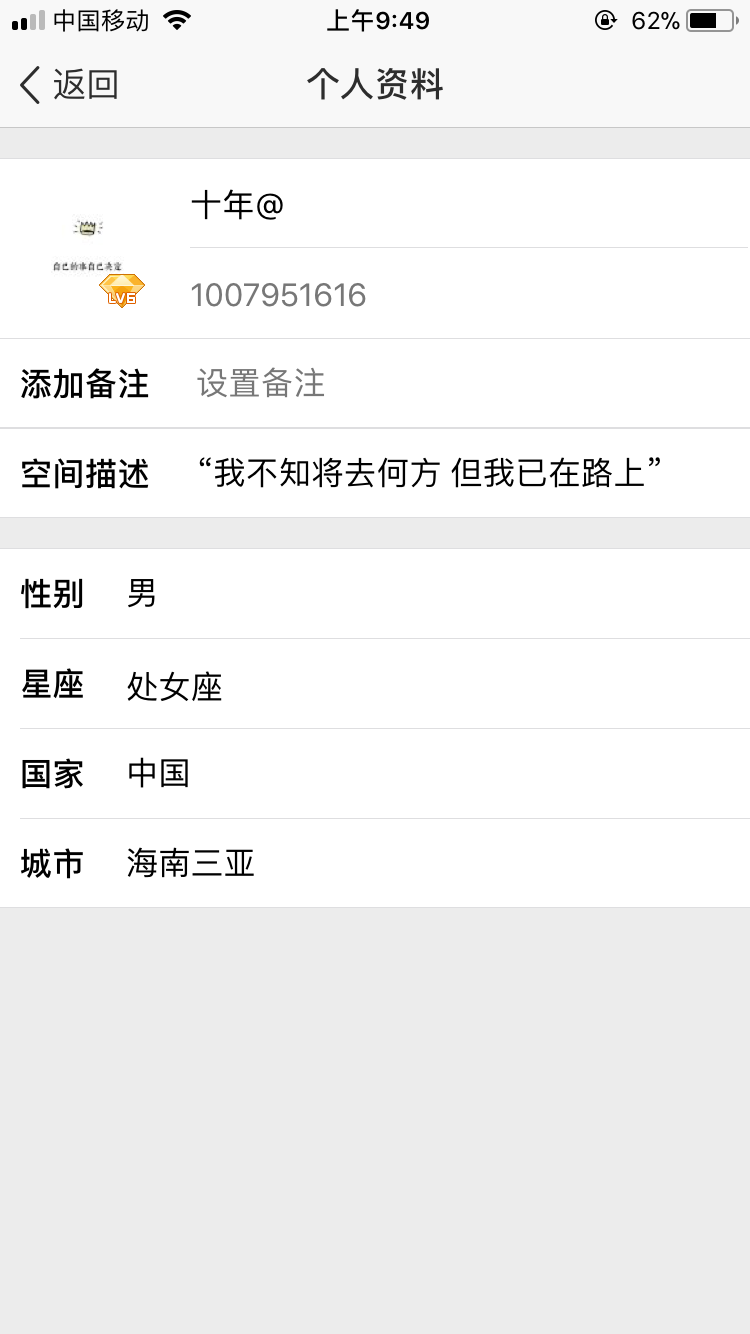 中国移动 上午9:49 62%
返回 个人资料
十年@
自己的事自己决定
LV6
1007951616
添加备注 设置备注
空间描述 “我不知将去何方 但我已在路上”
性别 男
星座 处女座
国家 中国
城市 海南三亚